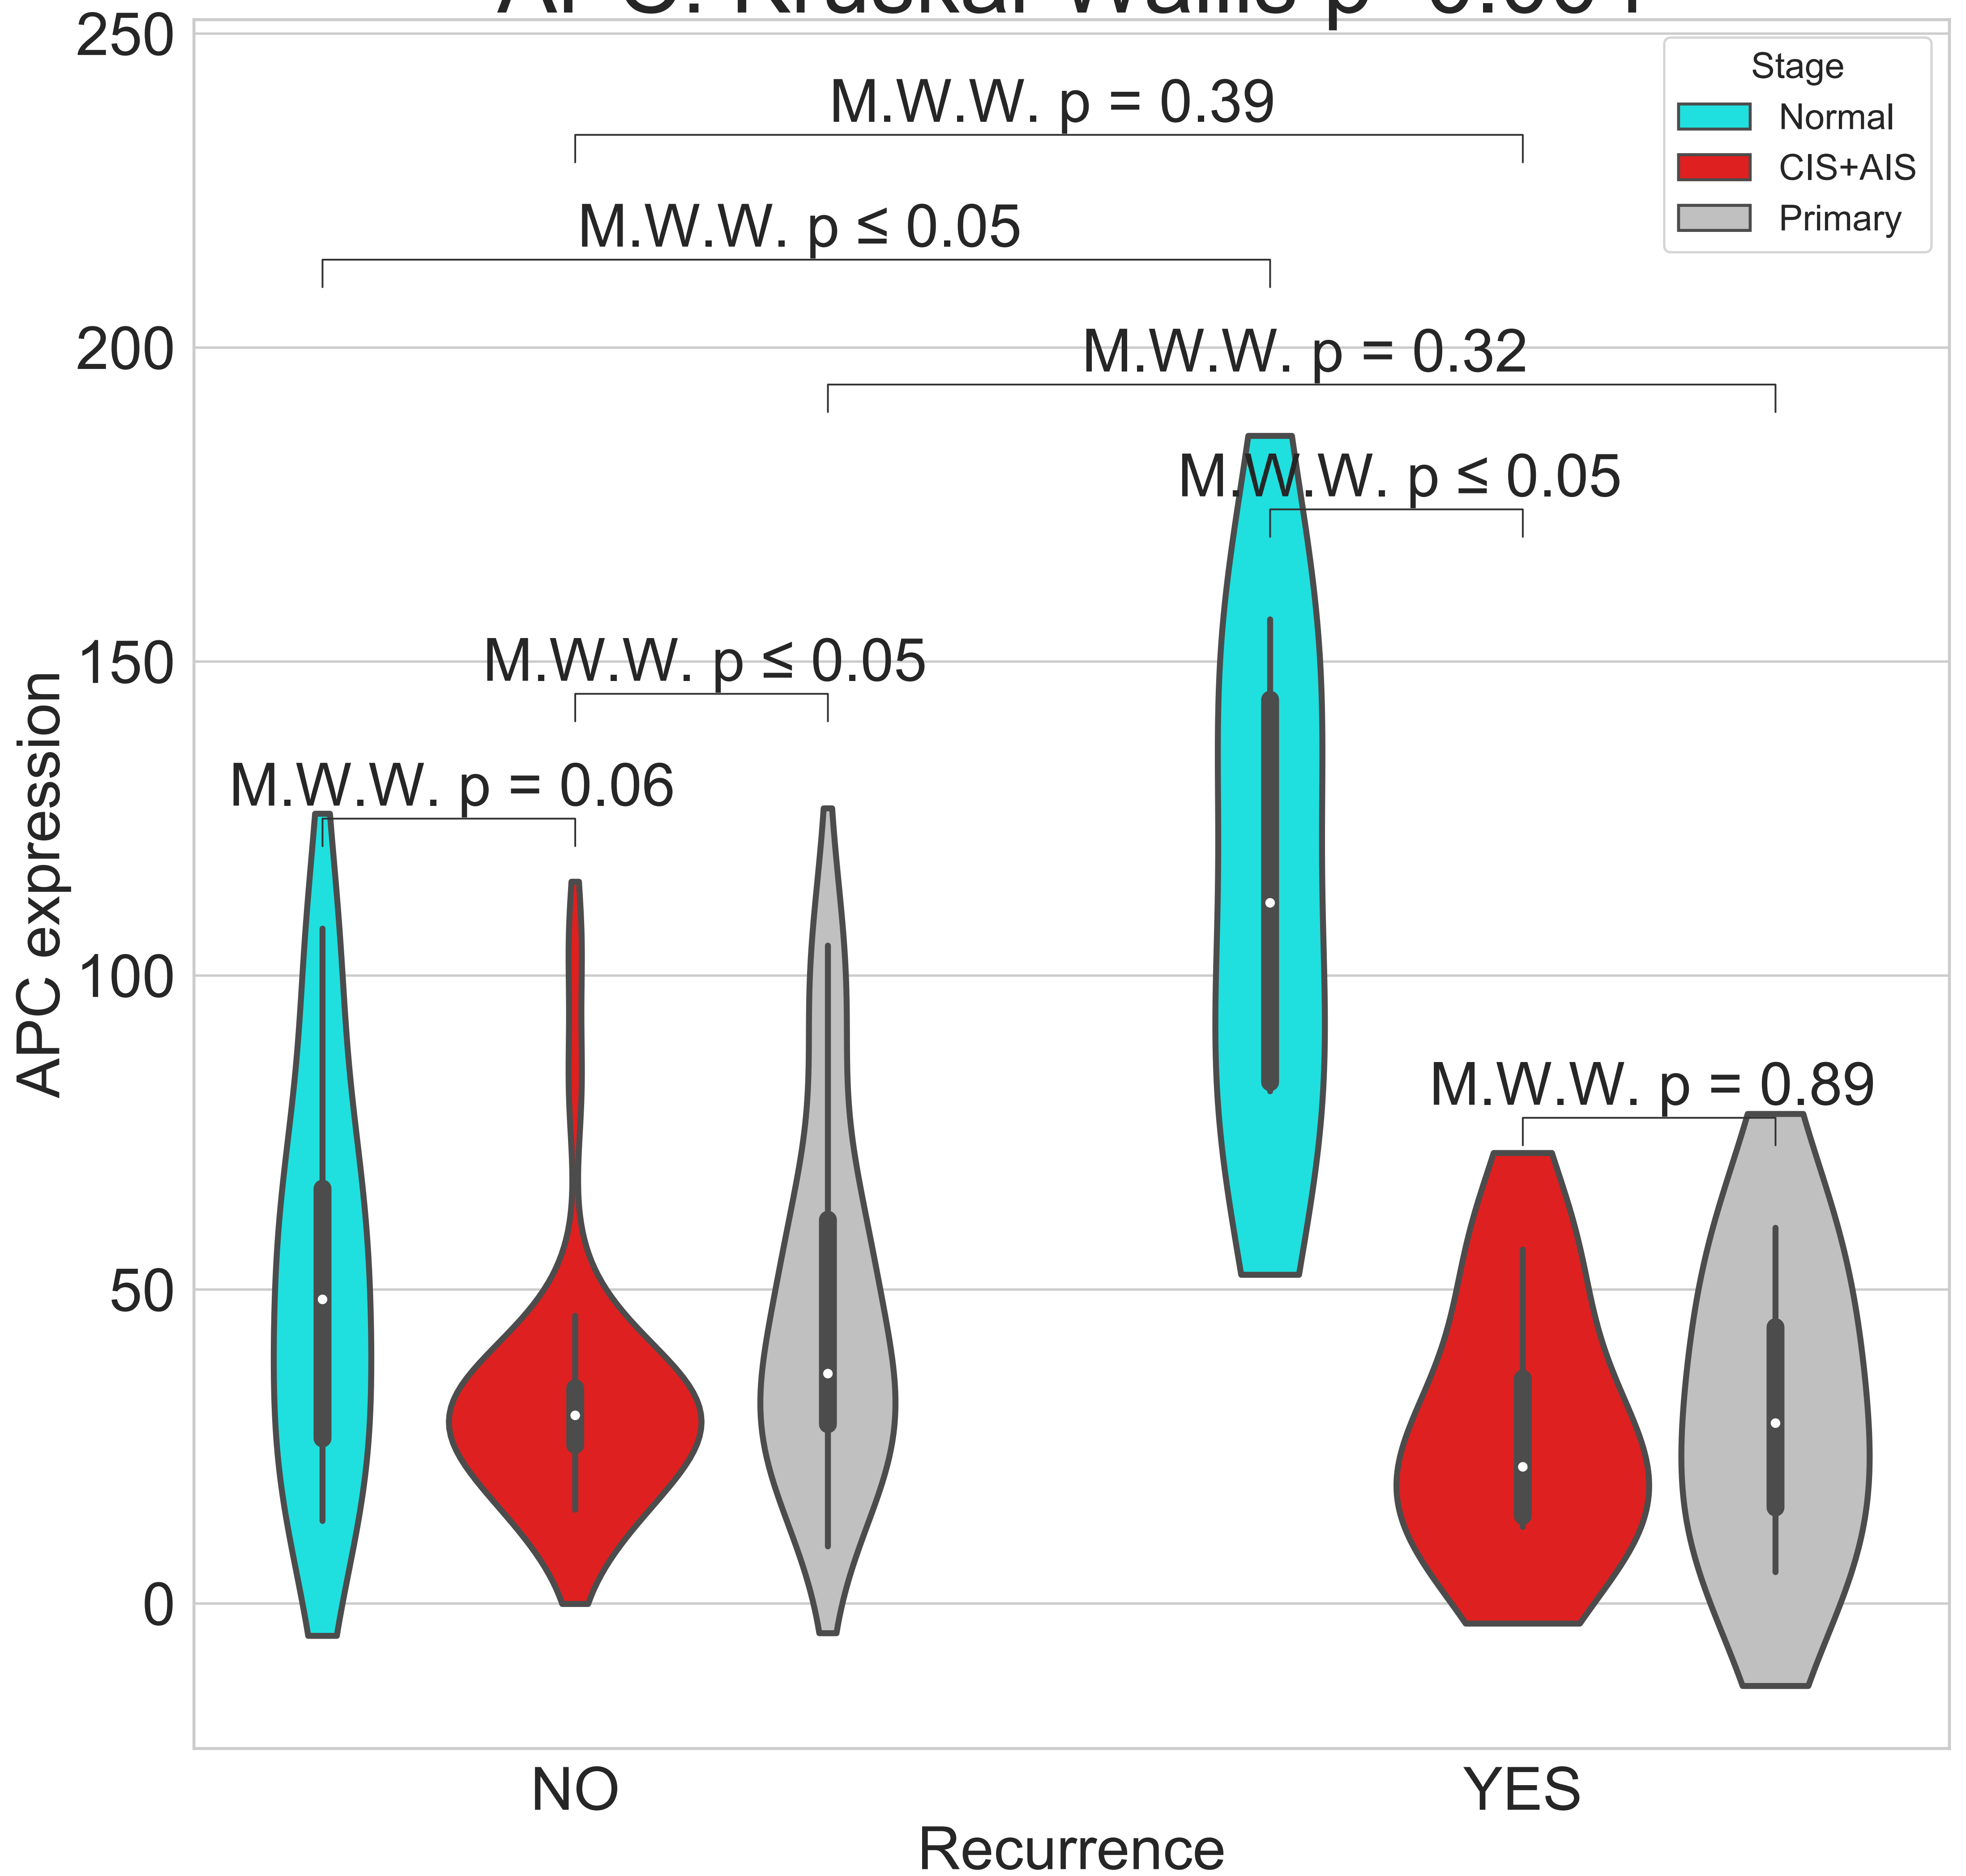 250
Stage
Normal
CIS+AIS
Primary
M.W.W. p = 0.39
M.W.W. p ≤ 0.05
200
M.W.W. p = 0.32
M.W.W. p ≤ 0.05
150
M.W.W. p ≤ 0.05
M.W.W. p = 0.06
APC expression
100
M.W.W. p = 0.89
50
0
NO
YES
Recurrence